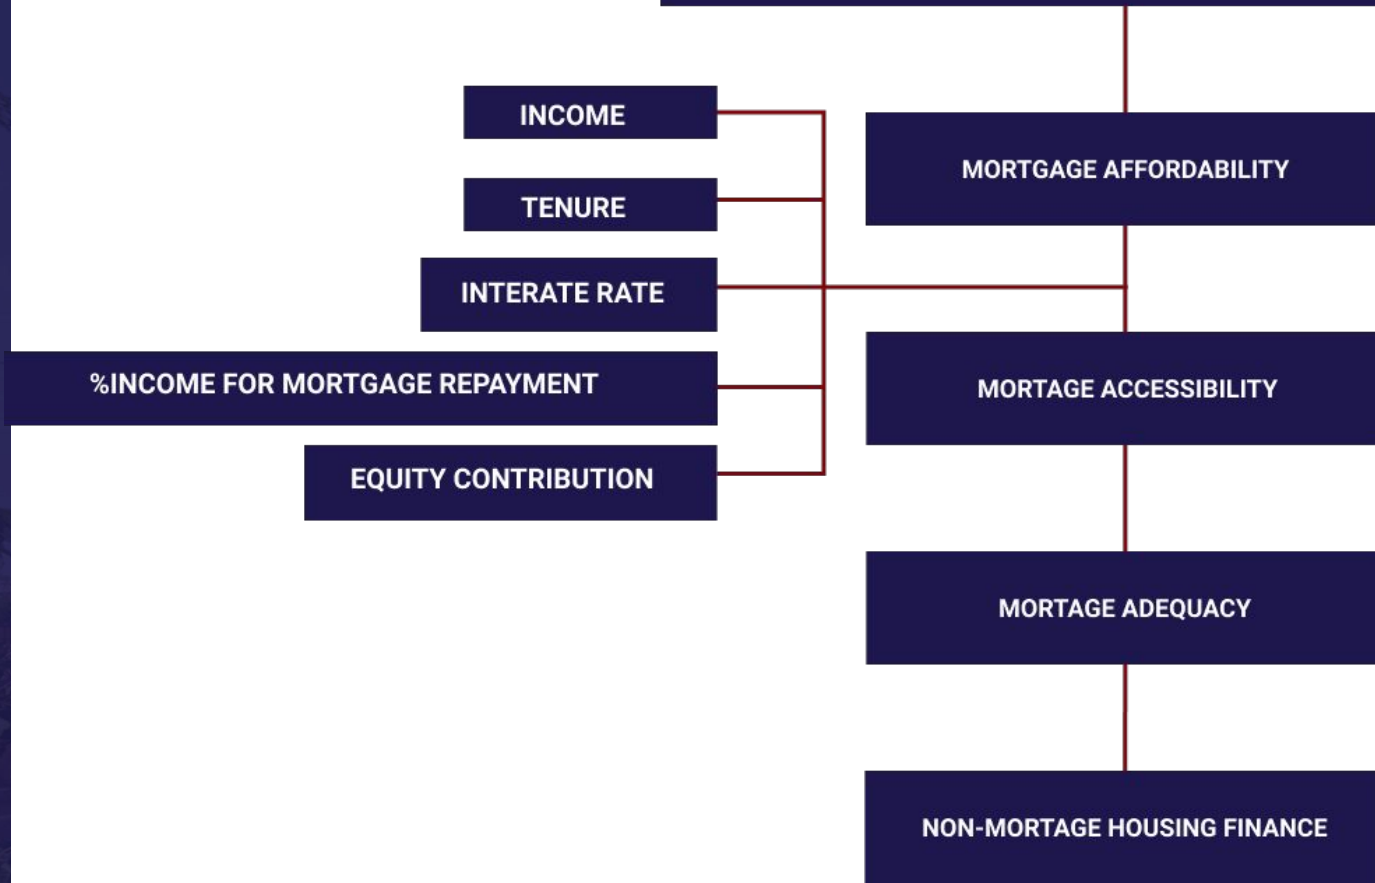 INCOME
MORTGAGE AFFORDABILITY
TENURE
INTERATE RATE
%INCOME FOR MORTGAGE REPAYMENT
MORTAGE ACCESSIBILITY
EQUITY CONTRIBUTION
MORTAGE ADEQUACY
NON-MORTAGE HOUSING FINANCE